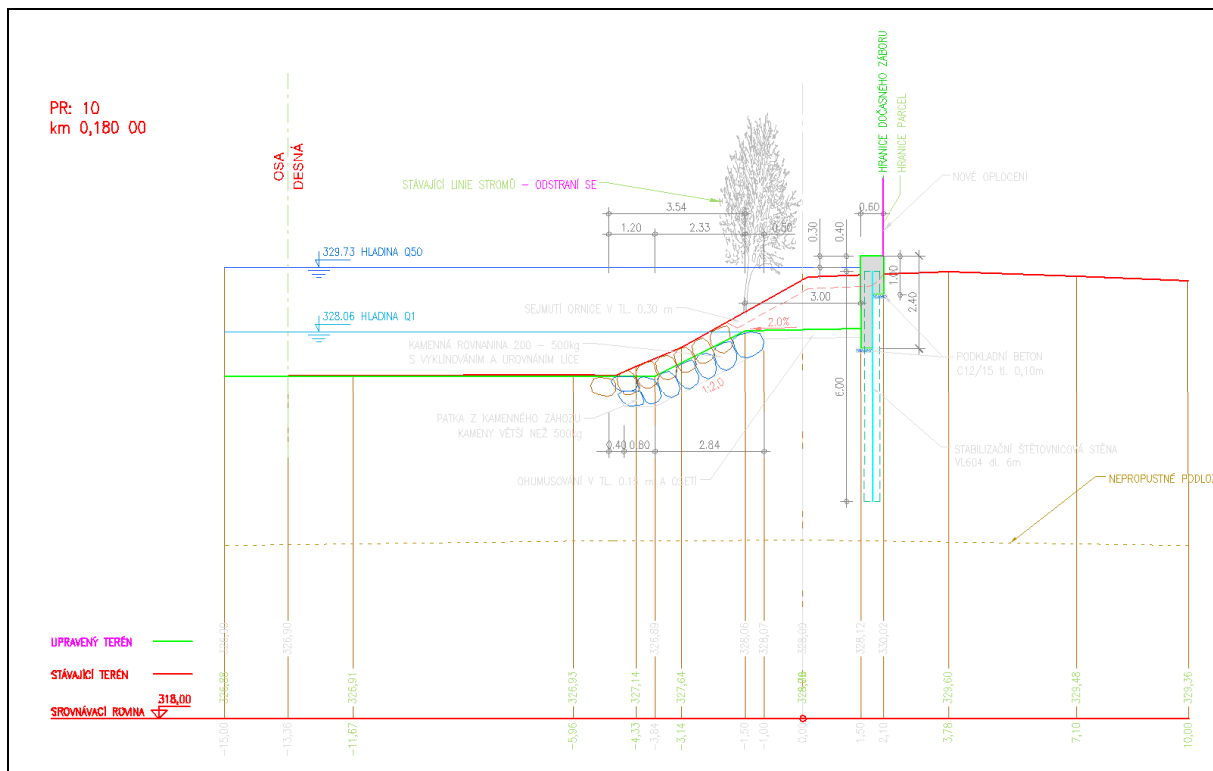 PR: 10
km 0,180 00
OSA
DESNÁ
HRANICE DOČASNÉHO ZÁBORU
HRANICE PARCEL
STÁVAJÍCÍ LINIE STROMŮ - ODSTRANÍ SE
NOVÉ OPLOCENÍ
3.54
0.60
1.20
2.33
0.50
0.30
0.40
329.73 HLADINA Q50
1.00
2.40
3.00
SEJMUTÍ ORNICE V TL. 0,30 m
328.06 HLADINA Q1
2.0%
KAMENNÁ ROVNANINA 200 - 500kg
S VYKLÍNOVÁNÍM A UROVNÁNÍM LÍCE
PODKLADNÍ BETON
C12/15 tl. 0,10m
1:2.0
6.00
PATKA Z KAMENNÉHO ZÁHOZU
KAMENY VĚTŠÍ NEŽ 500kg
0.40
0.80
2.84
STABILIZAČNÍ ŠTĚTOVNICOVÁ STĚNA
VL604 dl. 6m
OHUMUSOVÁNÍ V TL. 0.15 m A OSETÍ
NEPROPUSTNÉ PODLOŽ
UPRAVENÝ TERÉN
326,90
326,89
328,06
328,07
328,12
330,02
STÁVAJÍCÍ TERÉN
326,88
326,91
326,93
327,14
327,64
329,60
329,48
329,36
SROVNÁVACÍ ROVINA
318,00
-15,00
-13,36
-11,67
-5,96
-4,33
-3,84
-3,14
-1,50
-1,00
0,00
1,50
2,10
3,78
7,10
10,00